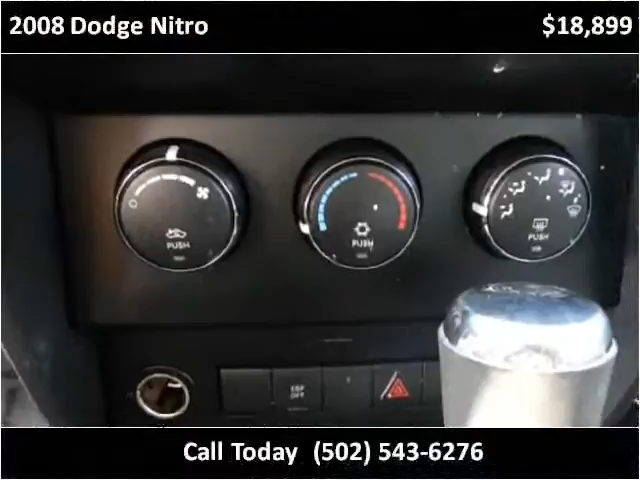 2008 Dodge Nitro $18,899
PUSH PUSH PUSH
ESP
OFF
Call Today (502) 543-6276